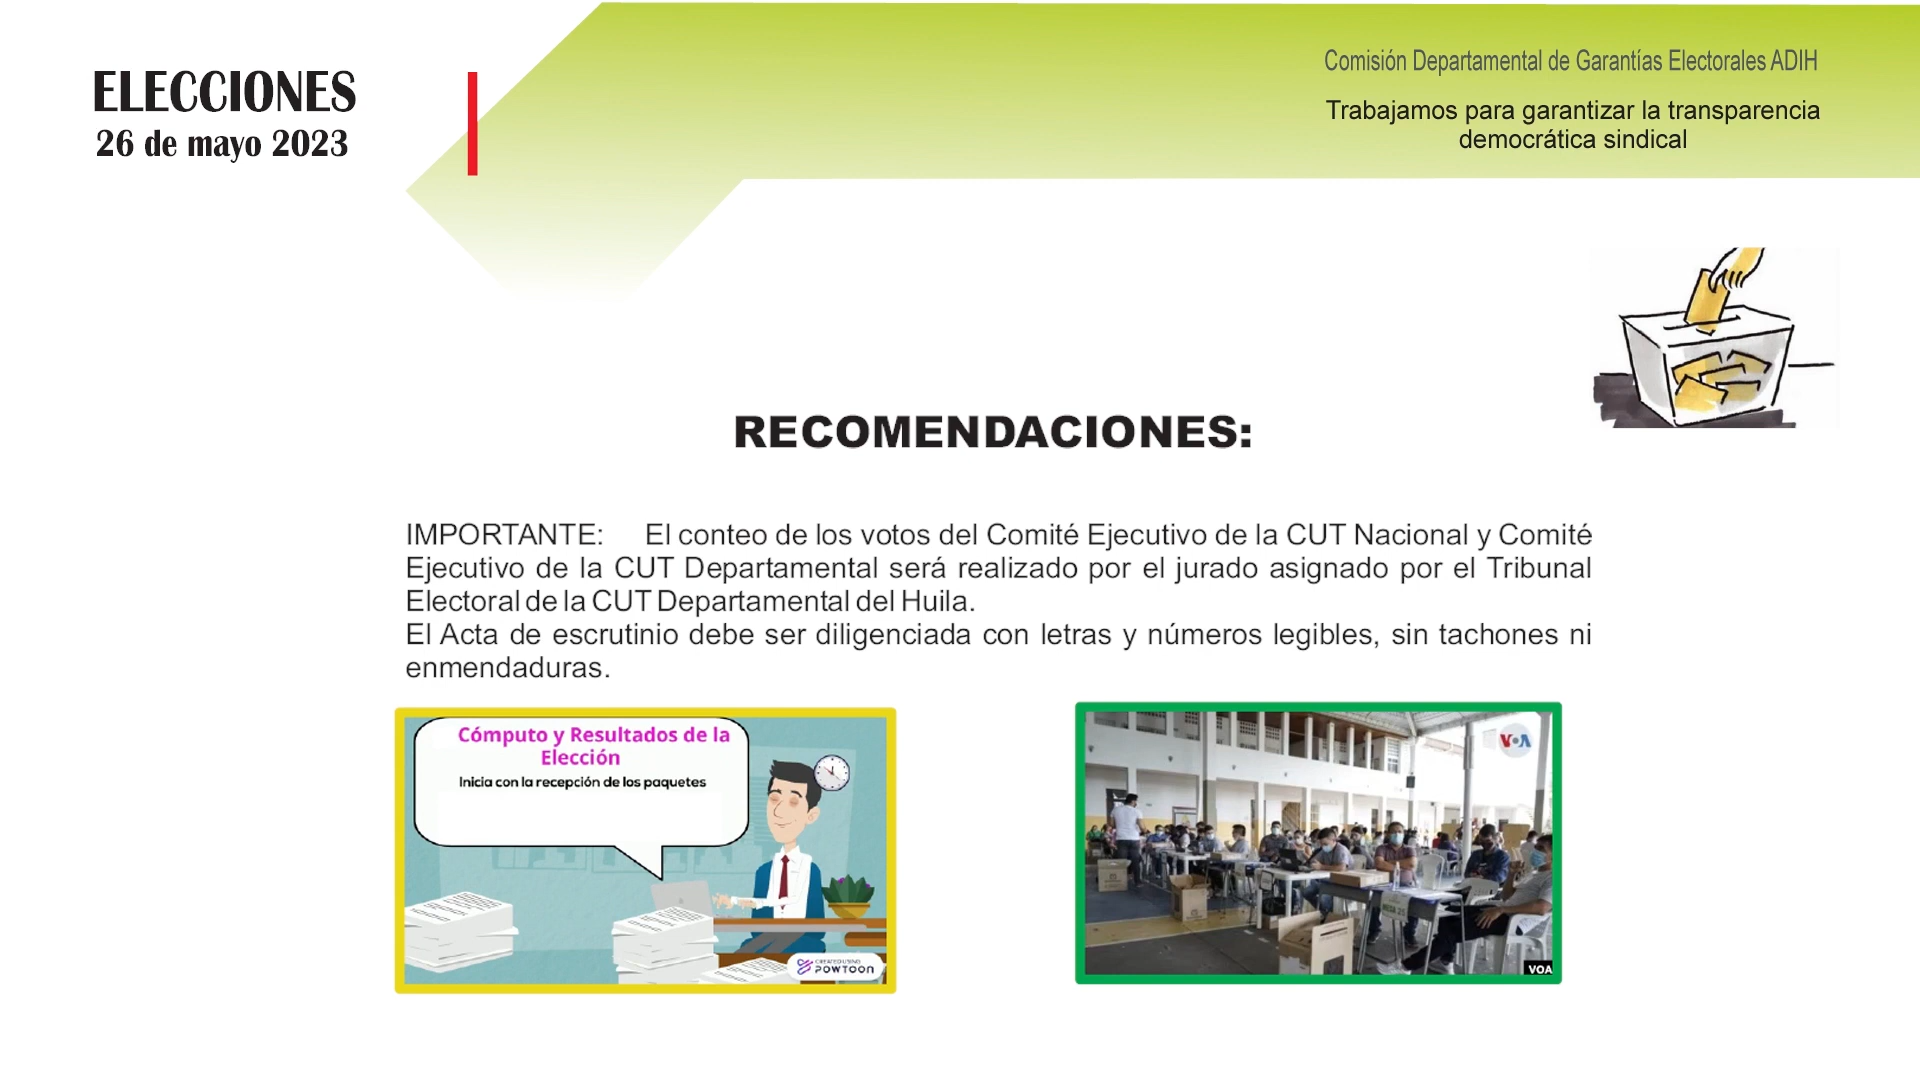 ELECCIONES
26 de mayo 2023
Comisión Departamental de Garantías Electorales ADIH
Trabajamos para garantizar la transparencia
democrática sindical
RECOMENDACIONES:
IMPORTANTE: El conteo de los votos del Comité Ejecutivo de la CUT Nacional y Comité
Ejecutivo de la CUT Departamental será realizado por el jurado asignado por el Tribunal
Electoral de la CUT Departamental del Huila.
El Acta de escrutinio debe ser diligenciada con letras y números legibles, sin tachones ni
enmendaduras.
Cómputo y Resultados de la
Elección
Inicia con la recepción de los paquetes
CREATED USING
POWTOON
VOA
MESA 25
VOA